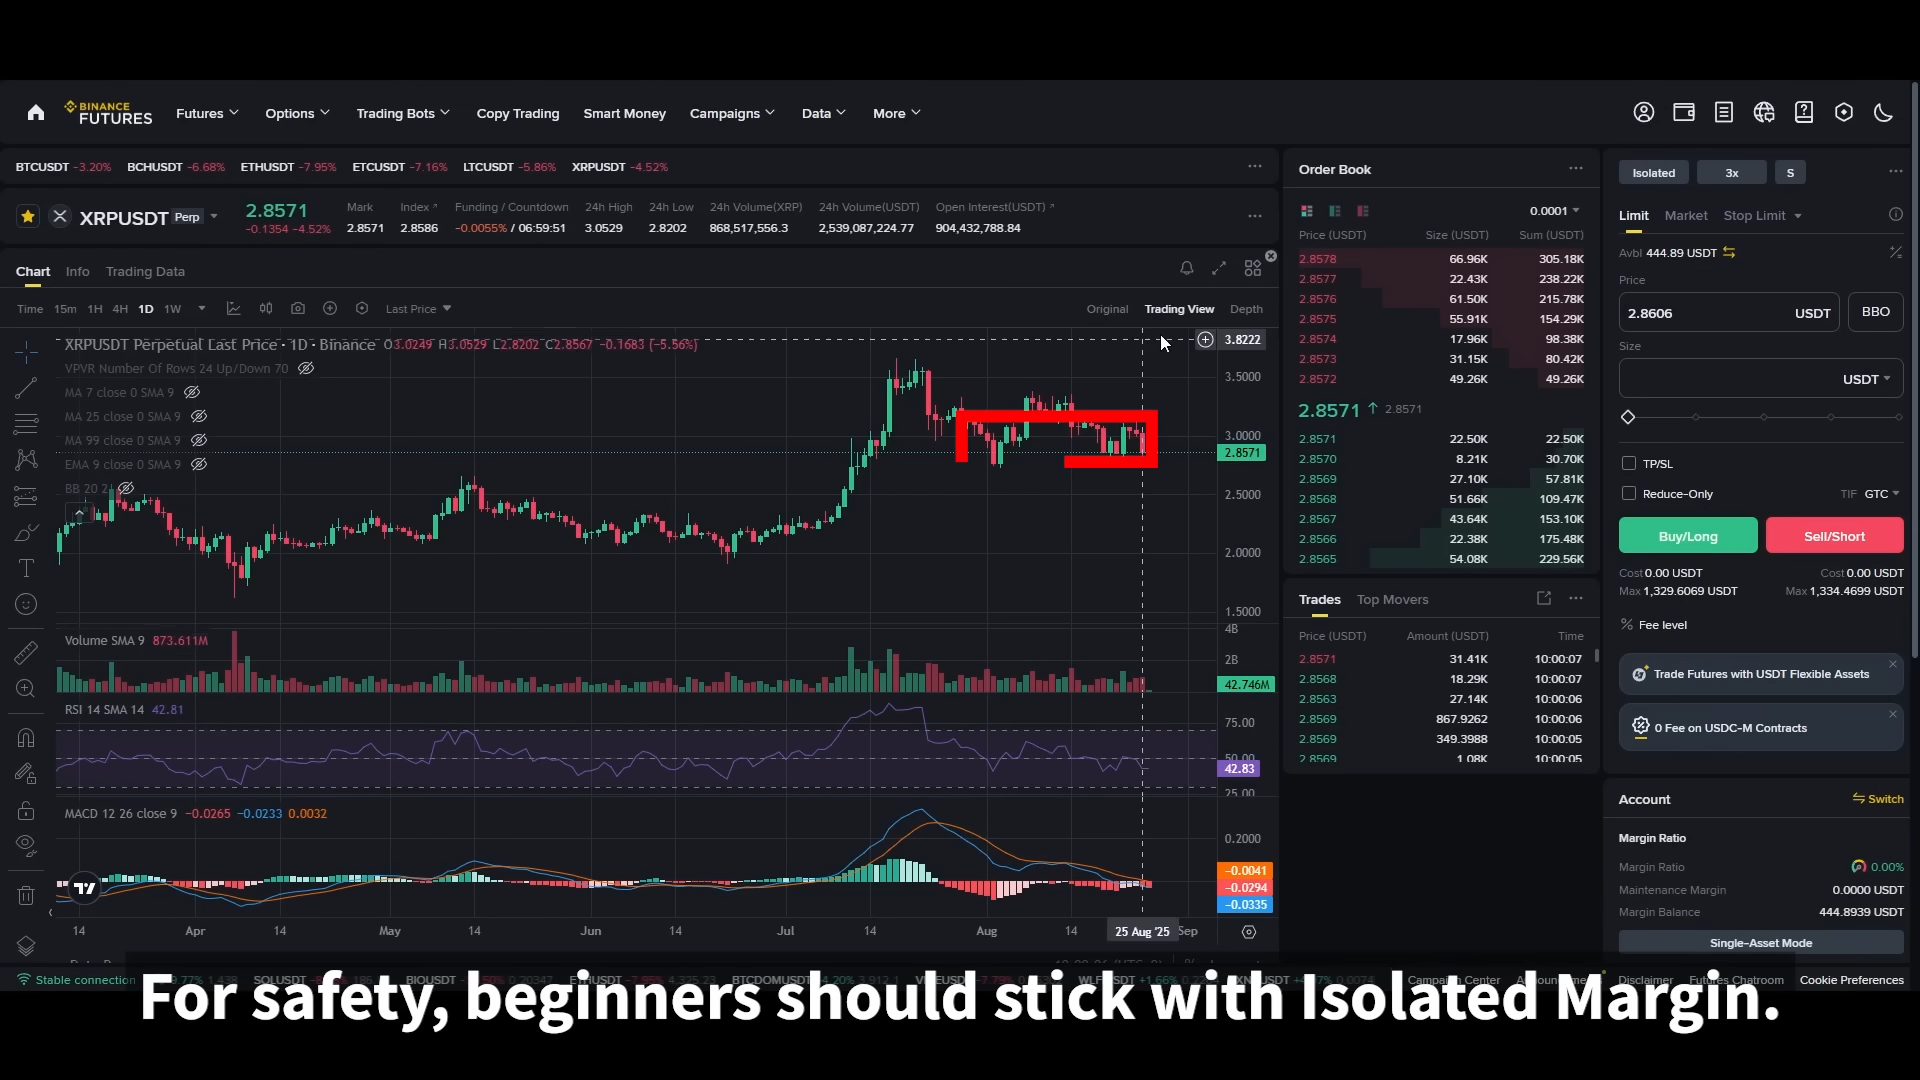 BINANCE
FUTURES
Futures Options Trading Bots Copy Trading Smart Money Campaigns Data More
BTCUSDT -3.20% BCHUSDT -6.68% ETHUSDT -7.95% ETCUSDT -7.16% LTCUSDT -5.86% XRPUSDT -4.52%
XRPUSDT Perp
2.8571
-0.1354 -4.52%
Mark
2.8571
Index
2.8586
Funding / Countdown
-0.0055% / 06:59:51
24h High
3.0529
24h Low
2.8202
24h Volume(XRP)
868,517,556.3
24h Volume(USDT)
2,539,087,224.77
Open Interest(USDT)
904,432,788.84
Chart Info Trading Data
Time 15m 1H 4H 1D 1W Last Price Original Trading View Depth
XRPUSDT Perpetual Last Price · 1D · Binance O3.0249 H3.0529 L2.8202 C2.8567 -0.1683 (-5.56%)
VPVR Number Of Rows 24 Up/Down 70
MA 7 close 0 SMA 9
MA 25 close 0 SMA 9
MA 99 close 0 SMA 9
EMA 9 close 0 SMA 9
BB 20 2
3.8222
3.5000
3.0000
2.8571
2.5000
2.0000
1.5000
Volume SMA 9 873.611M
4B
2B
42.746M
RSI 14 SMA 14 42.81
75.00
50.00
42.83
25.00
MACD 12 26 close 9 -0.0265 -0.0233 0.0032
0.2000
-0.0041
-0.0294
-0.0335
14 Apr 14 May 14 Jun 14 Jul 14 Aug 14 25 Aug '25 Sep
Order Book
0.0001
Price (USDT) Size (USDT) Sum (USDT)
2.8578 66.96K 305.18K
2.8577 22.43K 238.22K
2.8576 61.50K 215.78K
2.8575 55.91K 154.29K
2.8574 17.96K 98.38K
2.8573 31.15K 80.42K
2.8572 49.26K 49.26K
2.8571 2.8571
2.8571 22.50K 22.50K
2.8570 8.21K 30.70K
2.8569 27.10K 57.81K
2.8568 51.66K 109.47K
2.8567 43.64K 153.10K
2.8566 22.38K 175.48K
2.8565 54.08K 229.56K
Trades Top Movers
Price (USDT) Amount (USDT) Time
2.8571 31.41K 10:00:07
2.8568 18.29K 10:00:07
2.8563 27.14K 10:00:06
2.8569 867.9262 10:00:06
2.8569 349.3988 10:00:05
2.8569 1.08K 10:00:05
Isolated 3x S
Limit Market Stop Limit
Avbl 444.89 USDT
Price
2.8606 USDT BBO
Size
USDT
TP/SL
Reduce-Only TIF GTC
Buy/Long Sell/Short
Cost 0.00 USDT Cost 0.00 USDT
Max 1,329.6069 USDT Max 1,334.4699 USDT
% Fee level
Trade Futures with USDT Flexible Assets
0 Fee on USDC-M Contracts
Account Switch
Margin Ratio
Margin Ratio 0.00%
Maintenance Margin 0.0000 USDT
Margin Balance 444.8939 USDT
Single-Asset Mode
Stable connection
Disclaimer Futures Chatroom Cookie Preferences
For safety, beginners should stick with Isolated Margin.